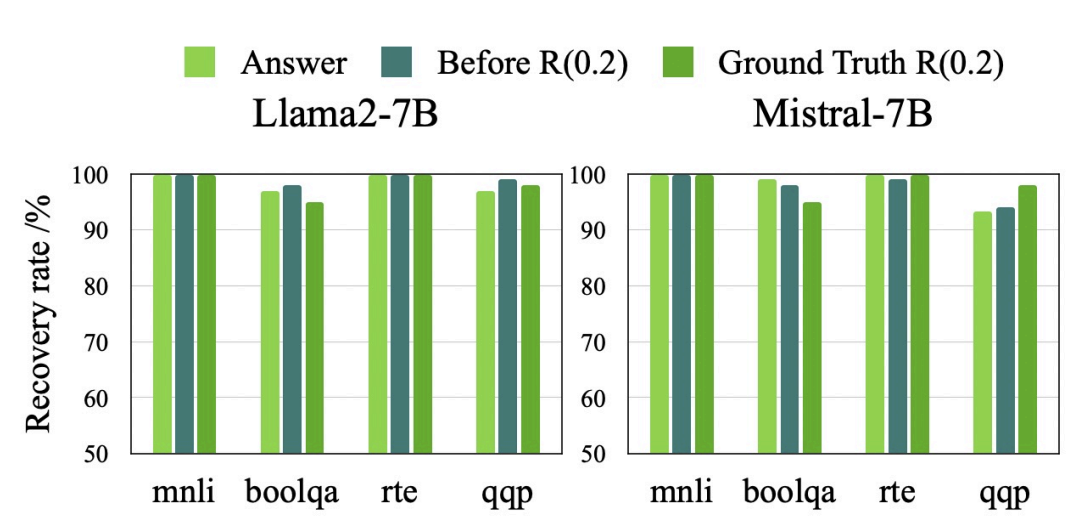 Answer Before R(0.2) Ground Truth R(0.2)
Llama2-7B Mistral-7B
Recovery rate /%
100 100
90 90
80 80
70 70
60 60
50 50
mnli boolqa rte qqp mnli boolqa rte qqp